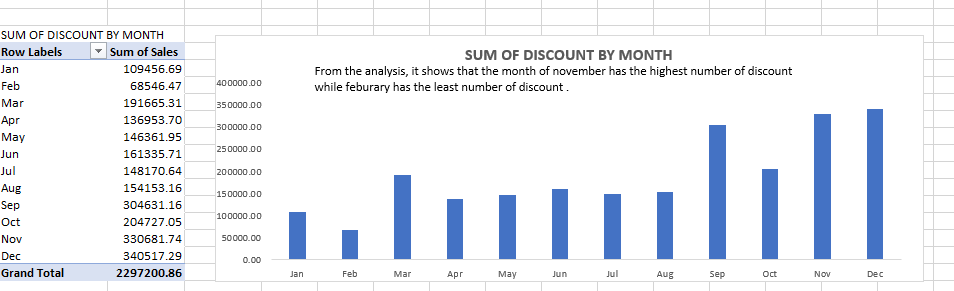 SUM OF DISCOUNT BY MONTH
Row Labels Sum of Sales
Jan 109456.69
Feb 68546.47
Mar 191665.31
Apr 136953.70
May 146361.95
Jun 161335.71
Jul 148170.64
Aug 154153.16
Sep 304631.16
Oct 204727.05
Nov 330681.74
Dec 340517.29
Grand Total 2297200.86
SUM OF DISCOUNT BY MONTH
From the analysis, it shows that the month of november has the highest number of discount
while feburary has the least number of discount .
400000.00
350000.00
300000.00
250000.00
200000.00
150000.00
100000.00
50000.00
0.00
Jan Feb Mar Apr May Jun Jul Aug Sep Oct Nov Dec